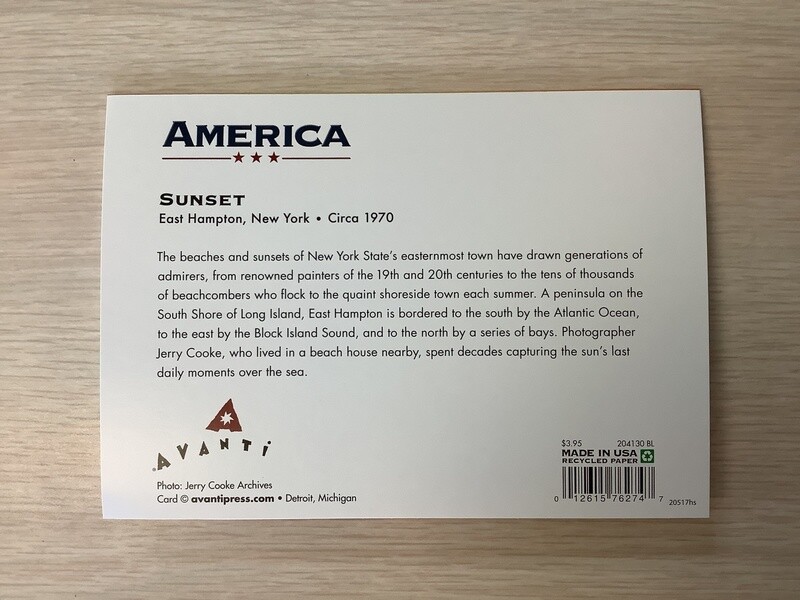 AMERICA
SUNSET
East Hampton, New York • Circa 1970
The beaches and sunsets of New York State's easternmost town have drawn generations of
admirers, from renowned painters of the 19th and 20th centuries to the tens of thousands
of beachcombers who flock to the quaint shoreside town each summer. A peninsula on the
South Shore of Long Island, East Hampton is bordered to the south by the Atlantic Ocean,
to the east by the Block Island Sound, and to the north by a series of bays. Photographer
Jerry Cooke, who lived in a beach house nearby, spent decades capturing the sun's last
daily moments over the sea.
AVANTI
Photo: Jerry Cooke Archives
Card © avantipress.com • Detroit, Michigan
$3.95 204130 BL
MADE IN USA
RECYCLED PAPER
0 12615 76274 7
20517hs